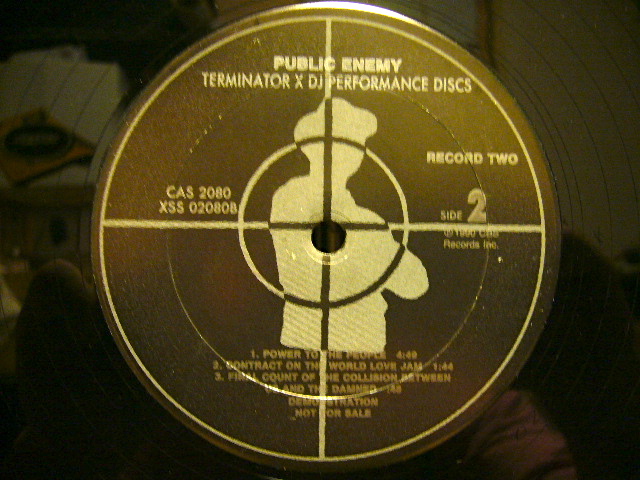 PUBLIC ENEMY
TERMINATOR X DJ PERFORMANCE DISCS
RECORD TWO
CAS 2080
XSS 02080B
SIDE 2
©1990 CBS
Records Inc.
1. POWER TO THE PEOPLE 4:49
2. CONTRACT ON THE WORLD LOVE JAM 1:44
3. FINAL COUNT OF THE COLLISION BETWEEN
US AND THE DAMNED :48
DEMONSTRATION
NOT FOR SALE